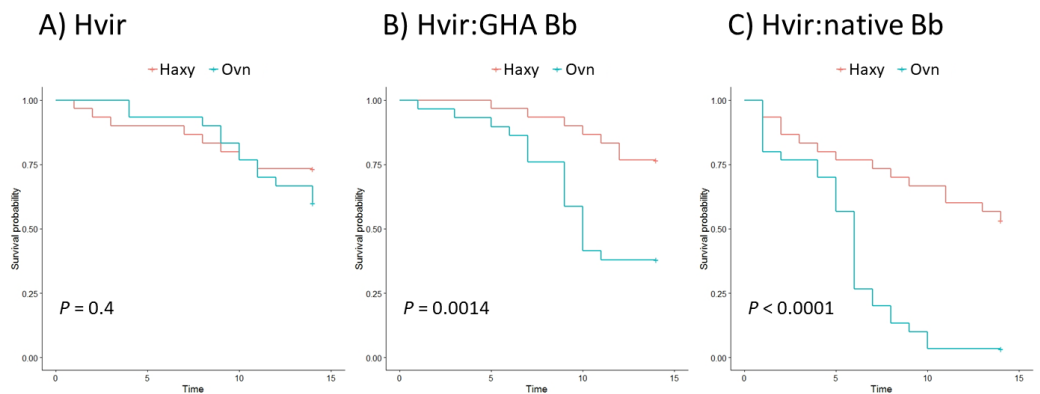 A) Hvir
Haxy Ovn
1.00
0.75
0.50
0.25
0.00
Survival probability
P = 0.4
0 5 10 15
Time
B) Hvir:GHA Bb
Haxy Ovn
1.00
0.75
0.50
0.25
0.00
Survival probability
P = 0.0014
0 5 10 15
Time
C) Hvir:native Bb
Haxy Ovn
1.00
0.75
0.50
0.25
0.00
Survival probability
P < 0.0001
0 5 10 15
Time